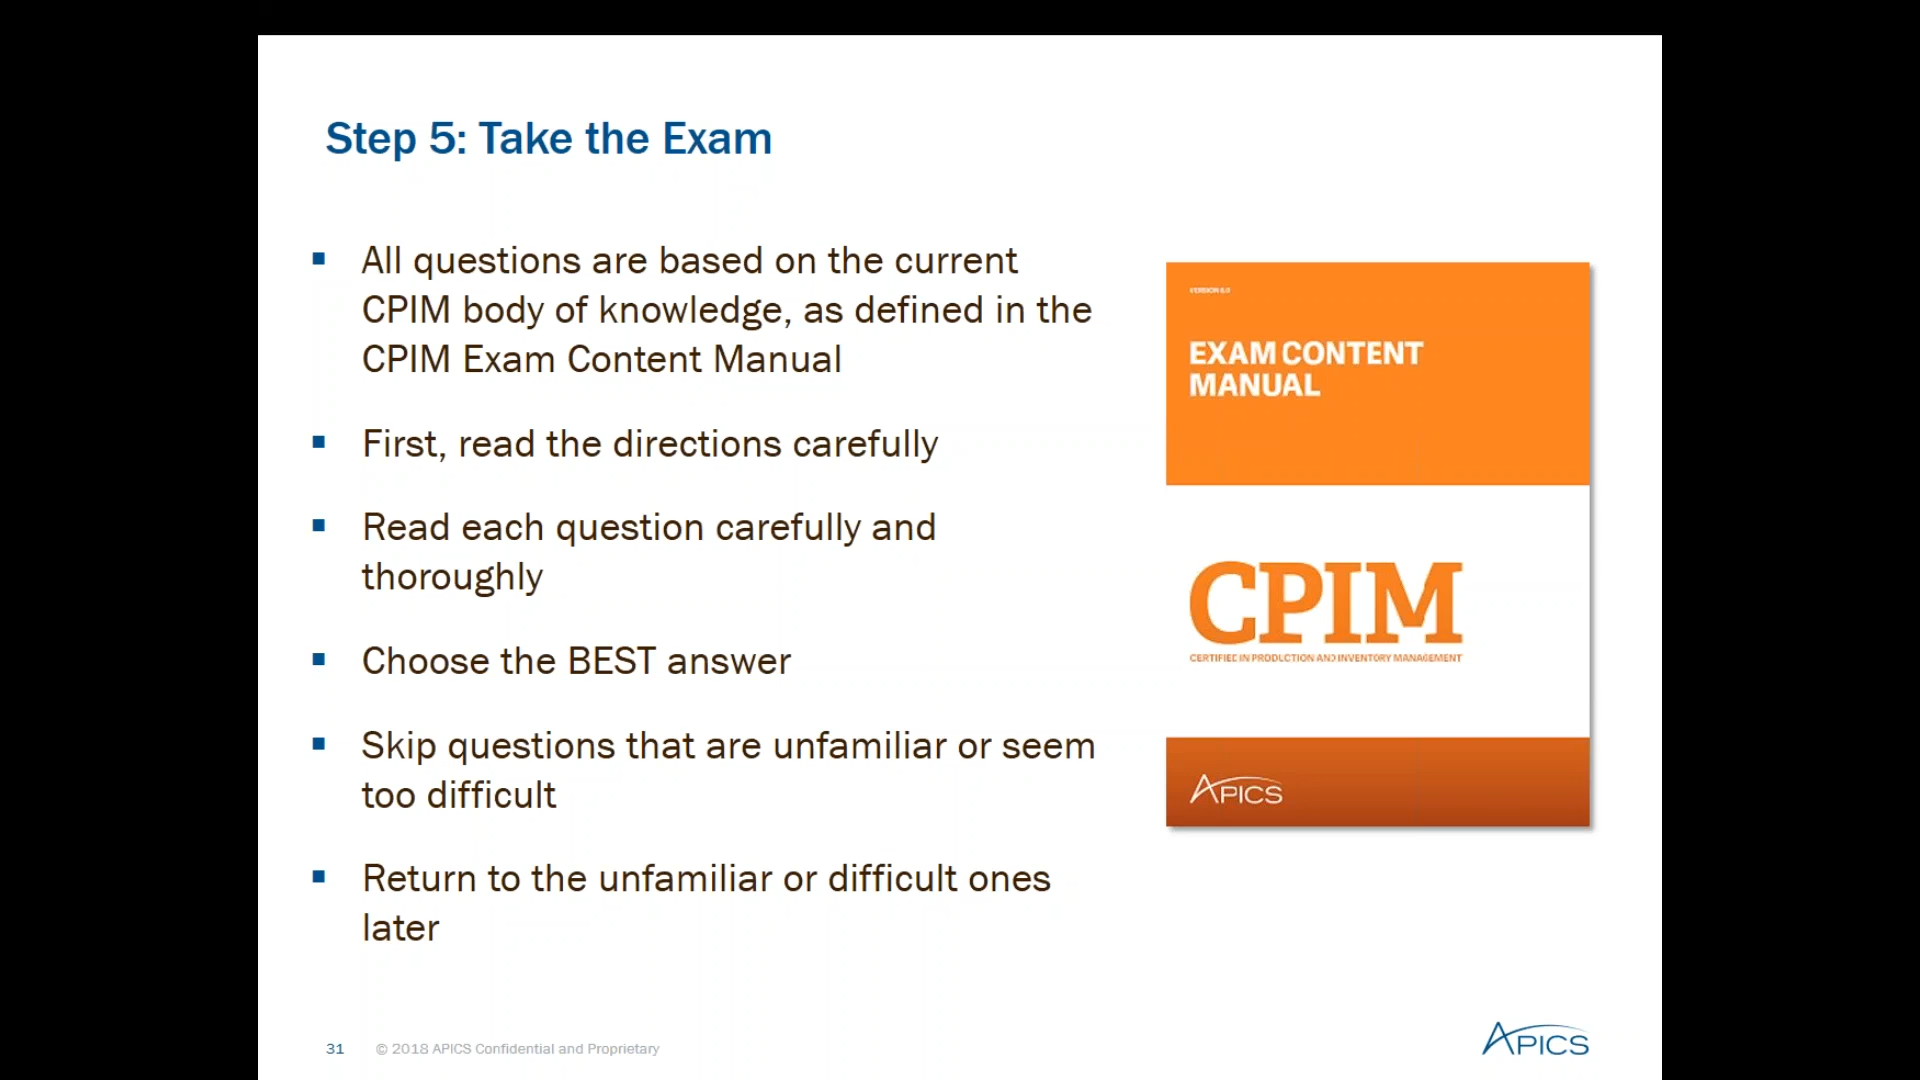 Step 5: Take the Exam
All questions are based on the current
CPIM body of knowledge, as defined in the
CPIM Exam Content Manual
First, read the directions carefully
Read each question carefully and
thoroughly
Choose the BEST answer
Skip questions that are unfamiliar or seem
too difficult
Return to the unfamiliar or difficult ones
later
VERSION 6.0
EXAM CONTENT
MANUAL
CPIM
CERTIFIED IN PRODUCTION AND INVENTORY MANAGEMENT
APICS
31 © 2018 APICS Confidential and Proprietary
APICS